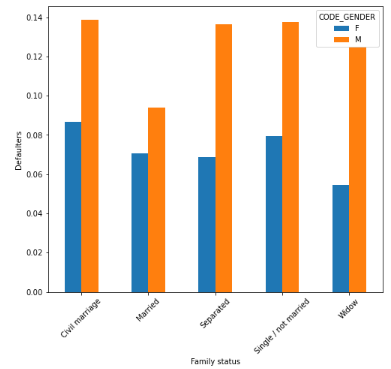 CODE_GENDER
F
M
0.14
0.12
0.10
0.08
0.06
0.04
0.02
0.00
Defaulters
Civil marriage
Married
Separated
Single / not married
Widow
Family status